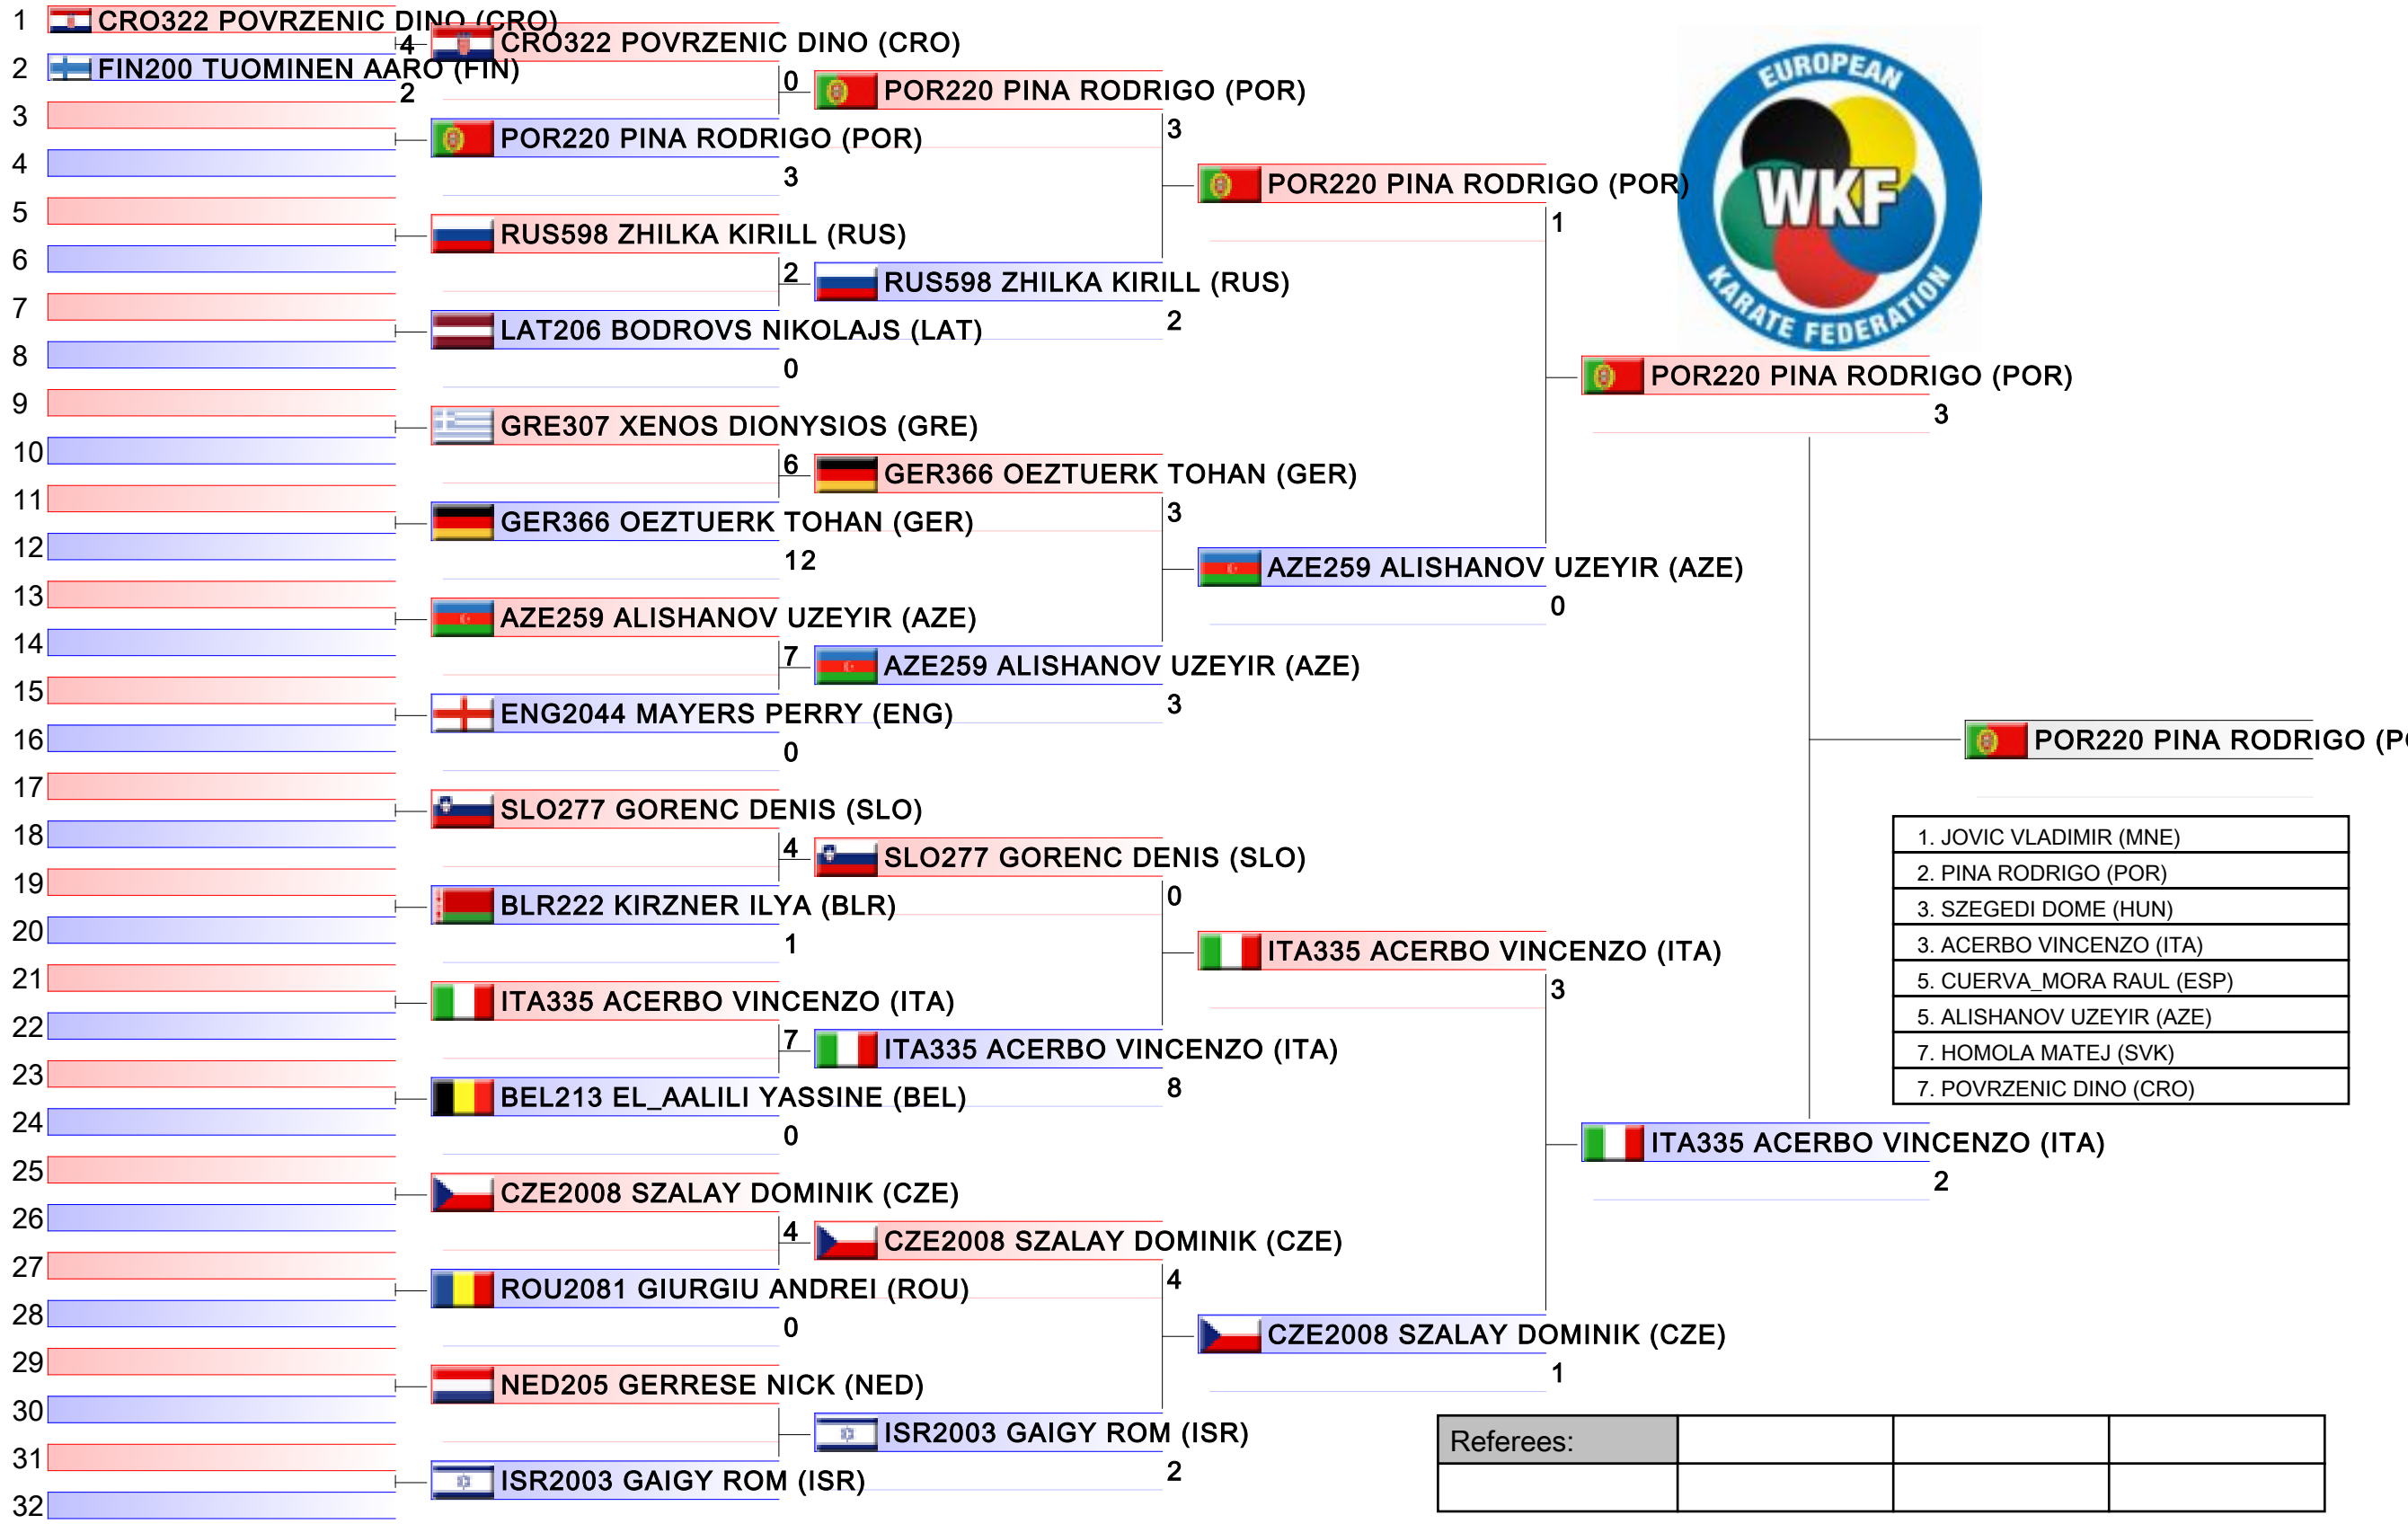 1 CRO322 POVRZENIC DINO (CRO)
4
2 FIN200 TUOMINEN AARO (FIN)
2
3
4
5
6
7
8
9
10
11
12
13
14
15
16
17
18
19
20
21
22
23
24
25
26
27
28
29
30
31
32
CRO322 POVRZENIC DINO (CRO)
0
POR220 PINA RODRIGO (POR)
3
RUS598 ZHILKA KIRILL (RUS)
2
LAT206 BODROVS NIKOLAJS (LAT)
0
GRE307 XENOS DIONYSIOS (GRE)
6
GER366 OEZTUERK TOHAN (GER)
12
AZE259 ALISHANOV UZEYIR (AZE)
7
ENG2044 MAYERS PERRY (ENG)
0
SLO277 GORENC DENIS (SLO)
4
BLR222 KIRZNER ILYA (BLR)
1
ITA335 ACERBO VINCENZO (ITA)
7
BEL213 EL_AALILI YASSINE (BEL)
0
CZE2008 SZALAY DOMINIK (CZE)
4
ROU2081 GIURGIU ANDREI (ROU)
0
NED205 GERRESE NICK (NED)
ISR2003 GAIGY ROM (ISR)
POR220 PINA RODRIGO (POR)
3
RUS598 ZHILKA KIRILL (RUS)
2
GER366 OEZTUERK TOHAN (GER)
3
AZE259 ALISHANOV UZEYIR (AZE)
3
SLO277 GORENC DENIS (SLO)
0
ITA335 ACERBO VINCENZO (ITA)
8
CZE2008 SZALAY DOMINIK (CZE)
4
ISR2003 GAIGY ROM (ISR)
2
POR220 PINA RODRIGO (POR)
1
AZE259 ALISHANOV UZEYIR (AZE)
0
ITA335 ACERBO VINCENZO (ITA)
3
CZE2008 SZALAY DOMINIK (CZE)
1
EUROPEAN
WKF
KARATE FEDERATION
POR220 PINA RODRIGO (POR)
3
ITA335 ACERBO VINCENZO (ITA)
2
POR220 PINA RODRIGO (P
1. JOVIC VLADIMIR (MNE)
2. PINA RODRIGO (POR)
3. SZEGEDI DOME (HUN)
3. ACERBO VINCENZO (ITA)
5. CUERVA_MORA RAUL (ESP)
5. ALISHANOV UZEYIR (AZE)
7. HOMOLA MATEJ (SVK)
7. POVRZENIC DINO (CRO)
Referees: